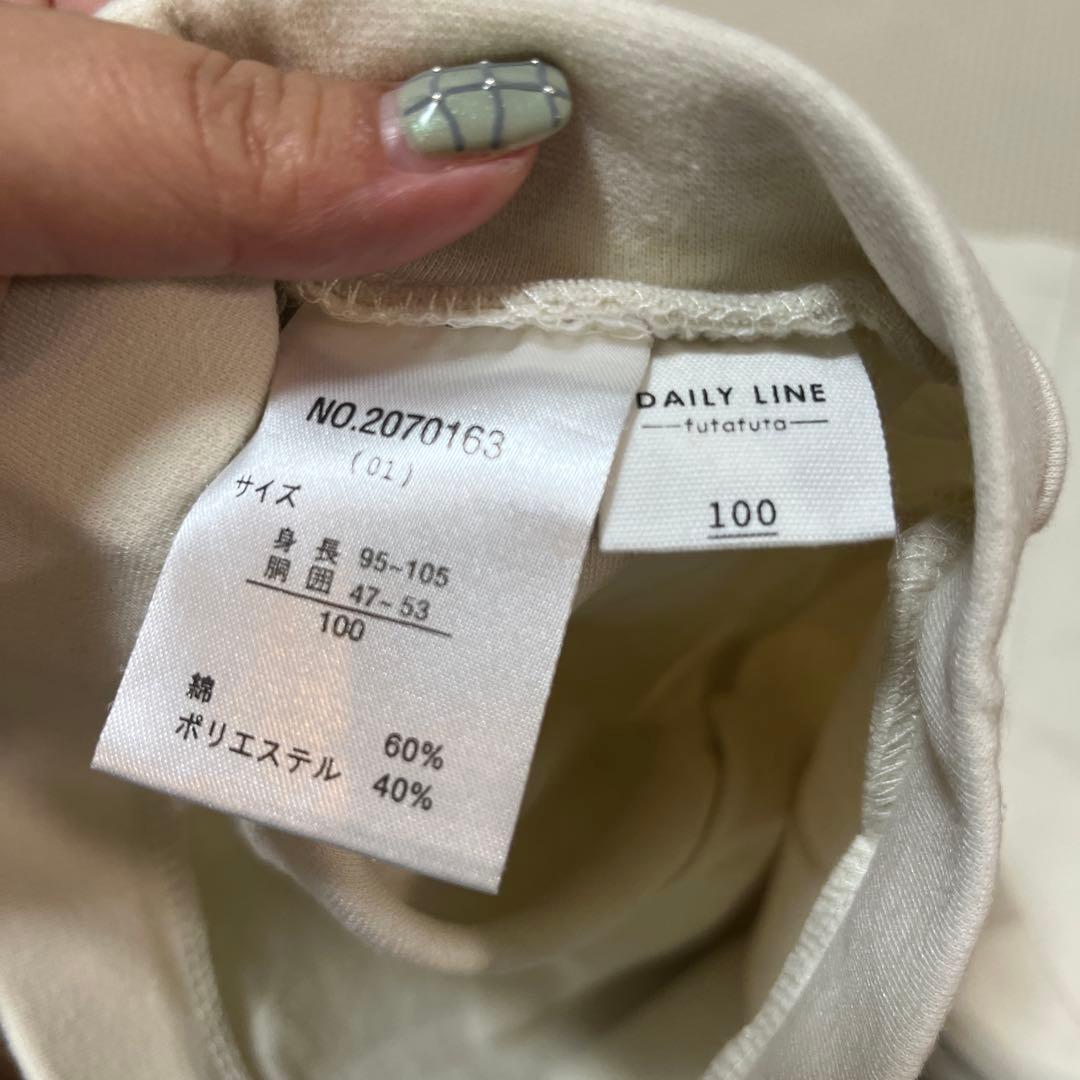 NO.2070163
(01)
サイズ
身長 95~105
胴囲 47~53
100
綿 60%
ポリエステル 40%
DAILY LINE
futafuta
100